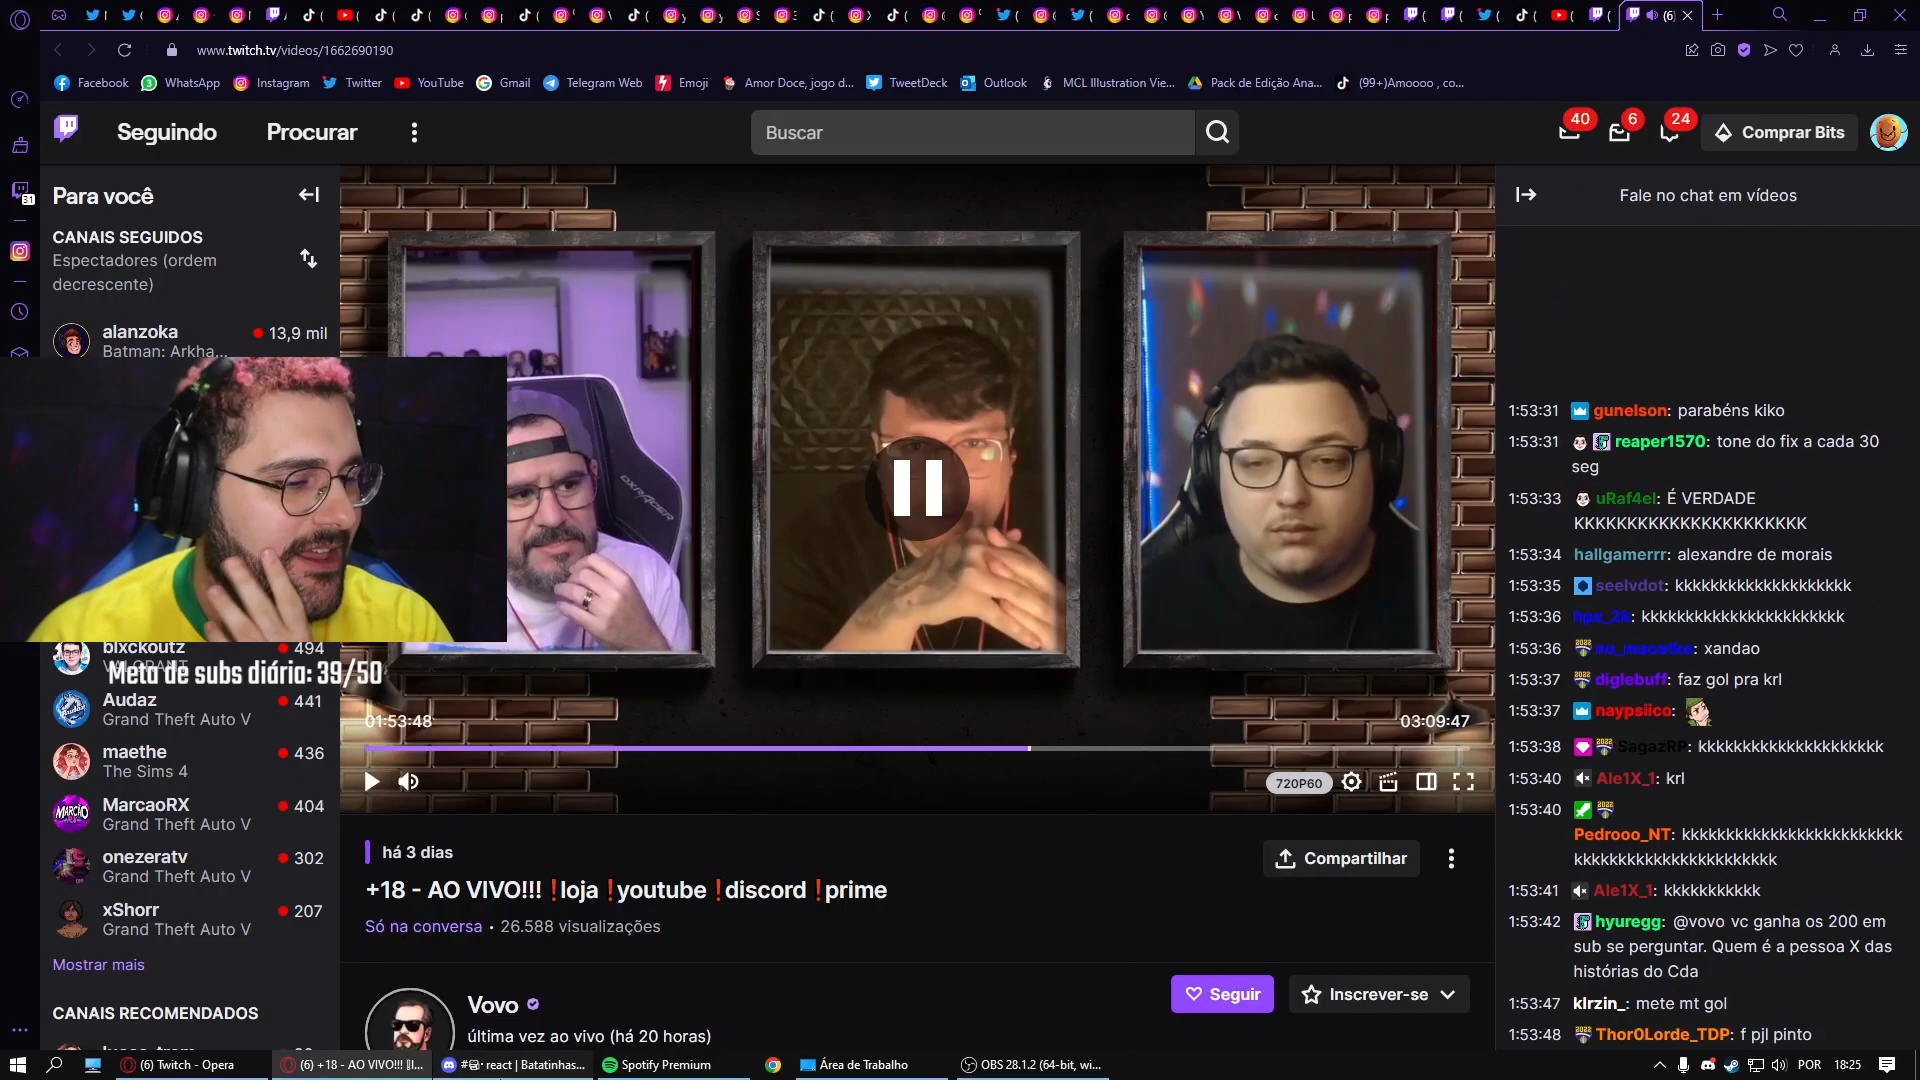 (6)
www.twitch.tv/videos/1662690190
Facebook
WhatsApp
Instagram
Twitter
YouTube
Gmail
Telegram Web
Emoji
Amor Doce, jogo d...
TweetDeck
Outlook
MCL Illustration Vie...
Pack de Edição Ana...
(99+)Amoooo , co...
Seguindo
Procurar
Buscar
40
6
24
Comprar Bits
31
Para você
CANAIS SEGUIDOS
Espectadores (ordem
decrescente)
alanzoka
13,9 mil
Batman: Arkha...
blxckoutz
494
VALORANT
Meta de subs diária: 39/50
Audaz
441
Grand Theft Auto V
maethe
436
The Sims 4
MarcaoRX
404
Grand Theft Auto V
onezeratv
302
Grand Theft Auto V
xShorr
207
Grand Theft Auto V
Mostrar mais
CANAIS RECOMENDADOS
DXRACER
01:53:48
03:09:47
720P60
há 3 dias
Compartilhar
+18 - AO VIVO!!! ❗loja ❗youtube ❗discord ❗prime
Só na conversa • 26.588 visualizações
Vovo
última vez ao vivo (há 20 horas)
Seguir
Inscrever-se
Fale no chat em vídeos
1:53:31 gunelson: parabéns kiko
1:53:31 reaper1570: tone do fix a cada 30
seg
1:53:33 uRaf4el: É VERDADE
KKKKKKKKKKKKKKKKKKKKKK
1:53:34 hallgamerrr: alexandre de morais
1:53:35 seelvdot: kkkkkkkkkkkkkkkkkkkk
1:53:36 hpx_2k: kkkkkkkkkkkkkkkkkkkkkkk
1:53:36 no_macetko: xandao
1:53:37 diglebuff: faz gol pra krl
1:53:37 naypsiico:
1:53:38 SagazRP: kkkkkkkkkkkkkkkkkkkkk
1:53:40 Ale1X_1: krl
1:53:40
Pedrooo_NT: kkkkkkkkkkkkkkkkkkkkkkkkk
kkkkkkkkkkkkkkkkkkkkkkk
1:53:41 Ale1X_1: kkkkkkkkkkk
1:53:42 hyuregg: @vovo vc ganha os 200 em
sub se perguntar. Quem é a pessoa X das
histórias do Cda
1:53:47 klrzin_: mete mt gol
1:53:48 Thor0Lorde_TDP: f pjl pinto
(6) Twitch - Opera
(6) +18 - AO VIVO!!!
react | Batatinhas...
Spotify Premium
Área de Trabalho
OBS 28.1.2 (64-bit, wi...
POR
18:25